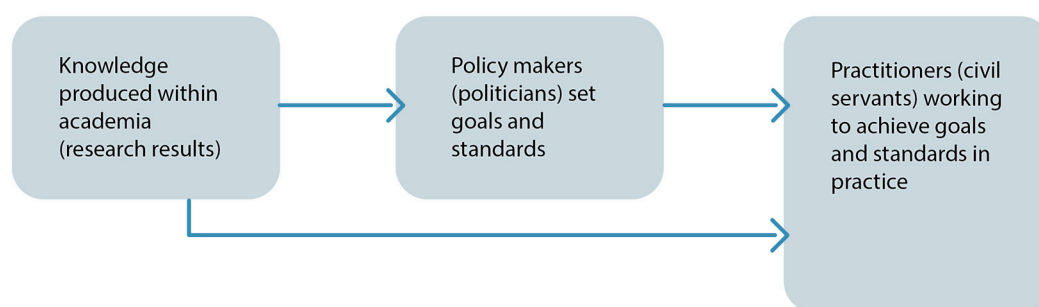 Knowledge
produced within
academia
(research results)
Policy makers
(politicians) set
goals and
standards
Practitioners (civil
servants) working
to achieve goals
and standards in
practice